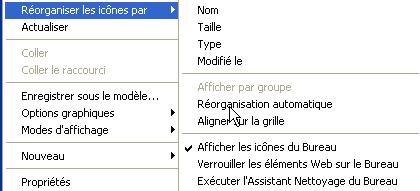 Réorganiser les icônes par
Actualiser
Coller
Coller le raccourci
Enregistrer sous le modèle...
Options graphiques
Modes d'affichage
Nouveau
Propriétés
Nom
Taille
Type
Modifié le
Afficher par groupe
Réorganisation automatique
Aligner sur la grille
Afficher les icônes du Bureau
Verrouiller les éléments Web sur le Bureau
Exécuter l'Assistant Nettoyage du Bureau